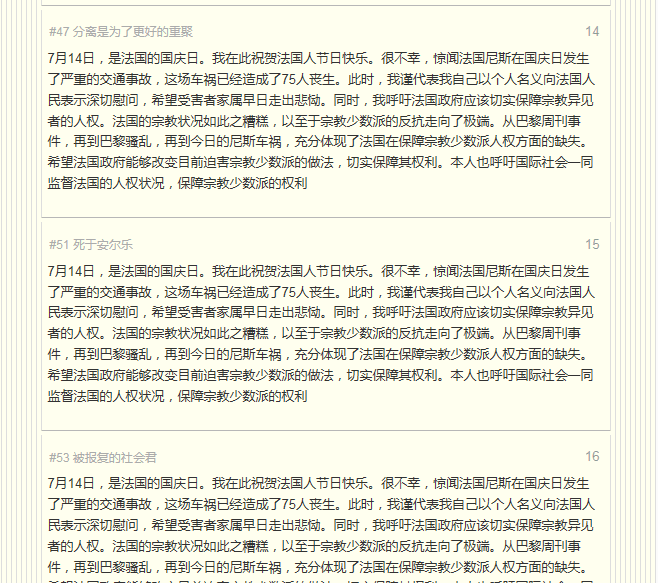 #47 分离是为了更好的重聚 14
7月14日，是法国的国庆日。我在此祝贺法国人节日快乐。很不幸，惊闻法国尼斯在国庆日发生
了严重的交通事故，这场车祸已经造成了75人丧生。此时，我谨代表我自己以个人名义向法国人
民表示深切慰问，希望受害者家属早日走出悲恸。同时，我呼吁法国政府应该切实保障宗教异见
者的人权。法国的宗教状况如此之糟糕，以至于宗教少数派的反抗走向了极端。从巴黎周刊事
件，再到巴黎骚乱，再到今日的尼斯车祸，充分体现了法国在保障宗教少数派人权方面的缺失。
希望法国政府能够改变目前迫害宗教少数派的做法，切实保障其权利。本人也呼吁国际社会一同
监督法国的人权状况，保障宗教少数派的权利
#51 死于安尔乐 15
7月14日，是法国的国庆日。我在此祝贺法国人节日快乐。很不幸，惊闻法国尼斯在国庆日发生
了严重的交通事故，这场车祸已经造成了75人丧生。此时，我谨代表我自己以个人名义向法国人
民表示深切慰问，希望受害者家属早日走出悲恸。同时，我呼吁法国政府应该切实保障宗教异见
者的人权。法国的宗教状况如此之糟糕，以至于宗教少数派的反抗走向了极端。从巴黎周刊事
件，再到巴黎骚乱，再到今日的尼斯车祸，充分体现了法国在保障宗教少数派人权方面的缺失。
希望法国政府能够改变目前迫害宗教少数派的做法，切实保障其权利。本人也呼吁国际社会一同
监督法国的人权状况，保障宗教少数派的权利
#53 被报复的社会君 16
7月14日，是法国的国庆日。我在此祝贺法国人节日快乐。很不幸，惊闻法国尼斯在国庆日发生
了严重的交通事故，这场车祸已经造成了75人丧生。此时，我谨代表我自己以个人名义向法国人
民表示深切慰问，希望受害者家属早日走出悲恸。同时，我呼吁法国政府应该切实保障宗教异见
者的人权。法国的宗教状况如此之糟糕，以至于宗教少数派的反抗走向了极端。从巴黎周刊事
件，再到巴黎骚乱，再到今日的尼斯车祸，充分体现了法国在保障宗教少数派人权方面的缺失。